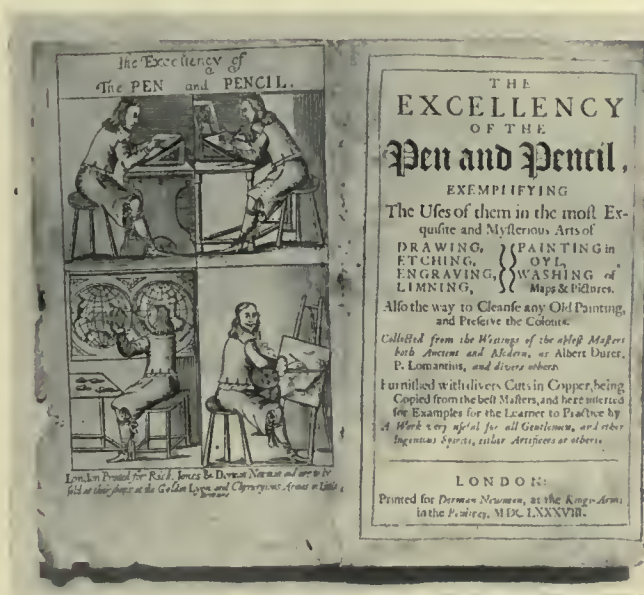 The Excellency of
The PEN and PENCIL.
London Printed for Rich. Jones & Dorman Newman and are to be
sold at their shops at the Golden Lyon and Chyrurgions Armes in Little
Brittane
THE
EXCELLENCY
OF THE
Pen and Pencil,
EXEMPLIFYING
The Uſes of them in the moſt Ex-
quiſite and Myſterious Arts of
DRAWING, PAINTING in
ETCHING, OYL,
ENGRAVING, WASHING of
LIMNING, Maps & Pictures.
Alſo the way to Cleanſe any Old Painting,
and Preſerve the Colours.
Collected from the Writings of the ableſt Maſters
both Ancient and Modern, as Albert Durer,
P. Lomantius, and divers others.
Furniſhed with divers Cuts in Copper, being
Copied from the beſt Maſters, and here inſerted
for Examples for the Learner to Practice by
A Work very uſeful for all Gentlemen, and other
Ingenious Spirits, either Artificers or others.
LONDON:
Printed for Dorman Newman, at the Kings-Arms
in the Poultrey, MDC LXXXVIII.